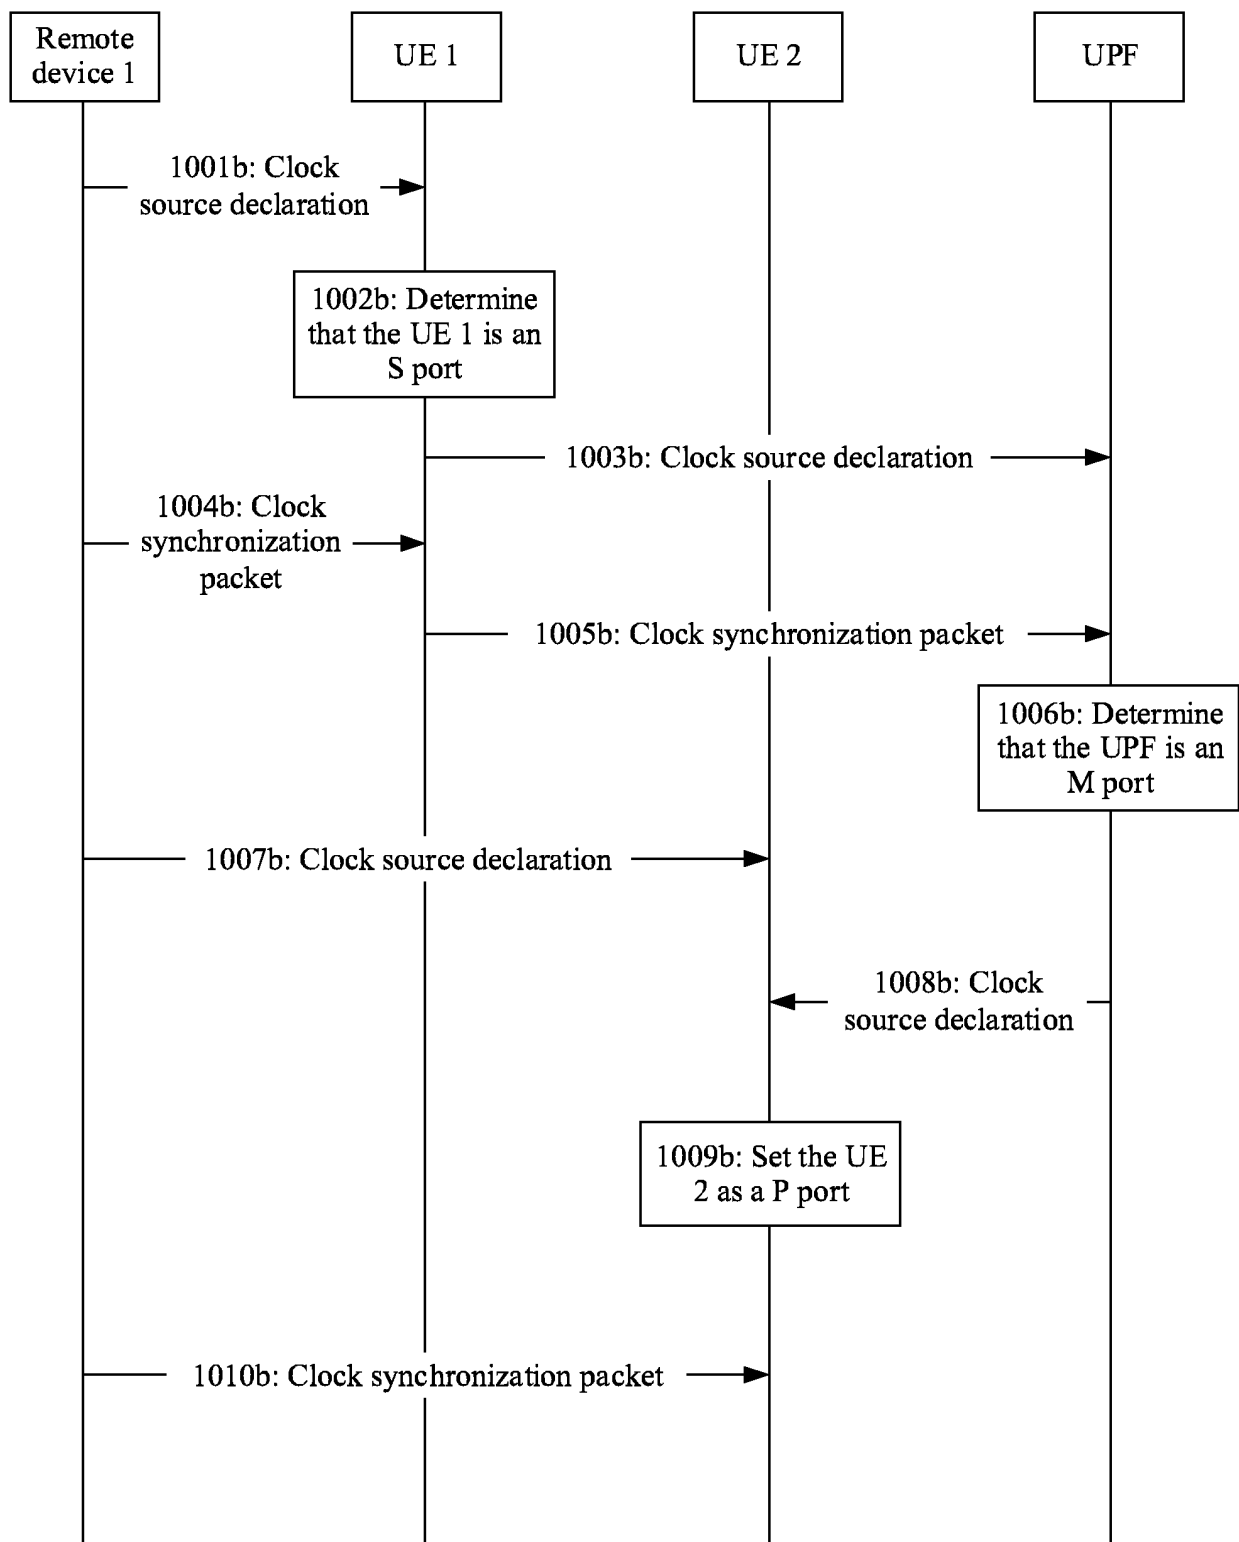 Remote
device 1
UE 1
UE 2
UPF
1001b: Clock
source declaration
1002b: Determine
that the UE 1 is an
S port
1003b: Clock source declaration
1004b: Clock
synchronization
packet
1005b: Clock synchronization packet
1006b: Determine
that the UPF is an
M port
1007b: Clock source declaration
1008b: Clock
source declaration
1009b: Set the UE
2 as a P port
1010b: Clock synchronization packet